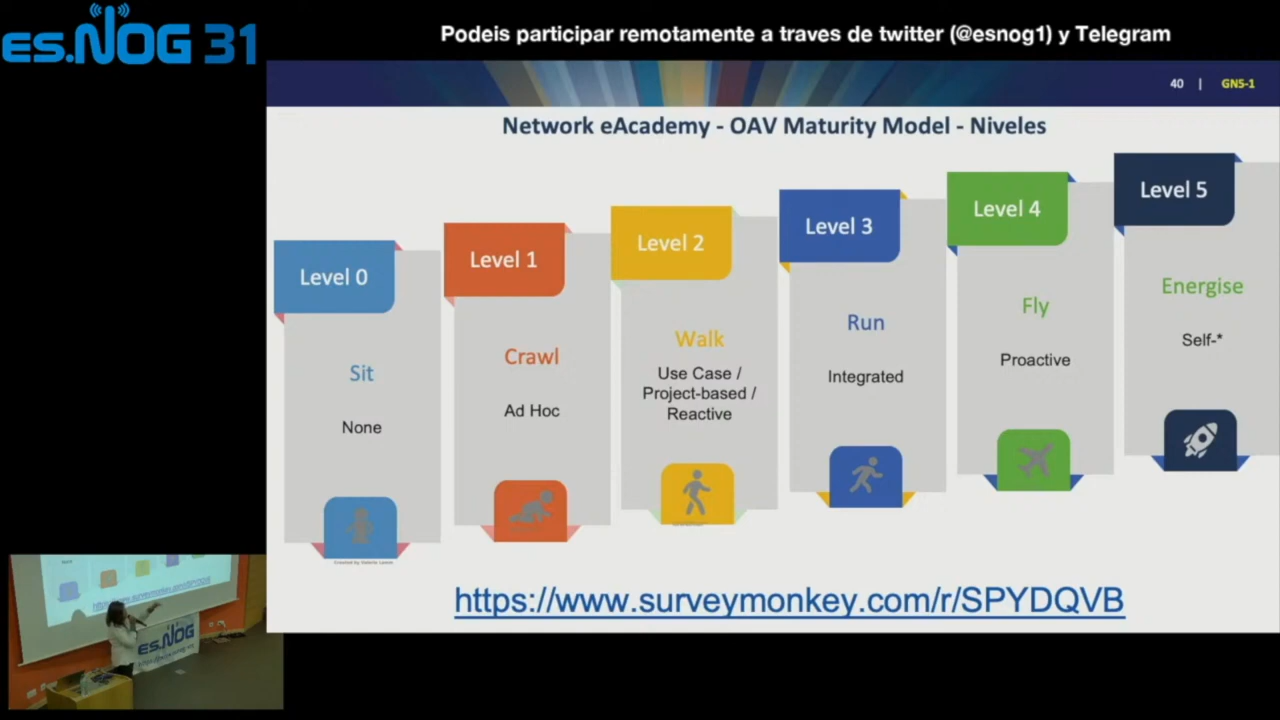 es.NOG 31
Podeis participar remotamente a traves de twitter (@esnog1) y Telegram
40 | GN5-1
Network eAcademy - OAV Maturity Model - Niveles
Level 0
Sit
None
Level 1
Crawl
Ad Hoc
Level 2
Walk
Use Case /
Project-based /
Reactive
Level 3
Run
Integrated
Level 4
Fly
Proactive
Level 5
Energise
Self-*
https://www.surveymonkey.com/r/SPYDQVB
ES.NOG